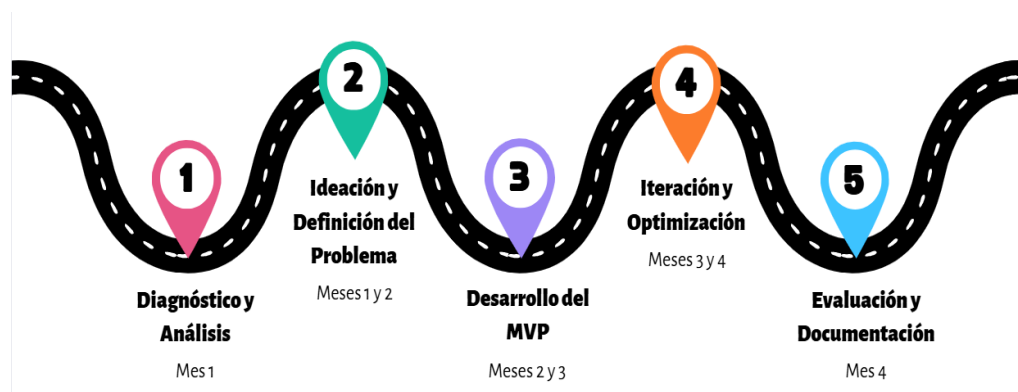 1
Diagnóstico y
Análisis
Mes 1
2
Ideación y
Definición del
Problema
Meses 1 y 2
3
Desarrollo del
MVP
Meses 2 y 3
4
Iteración y
Optimización
Meses 3 y 4
5
Evaluación y
Documentación
Mes 4